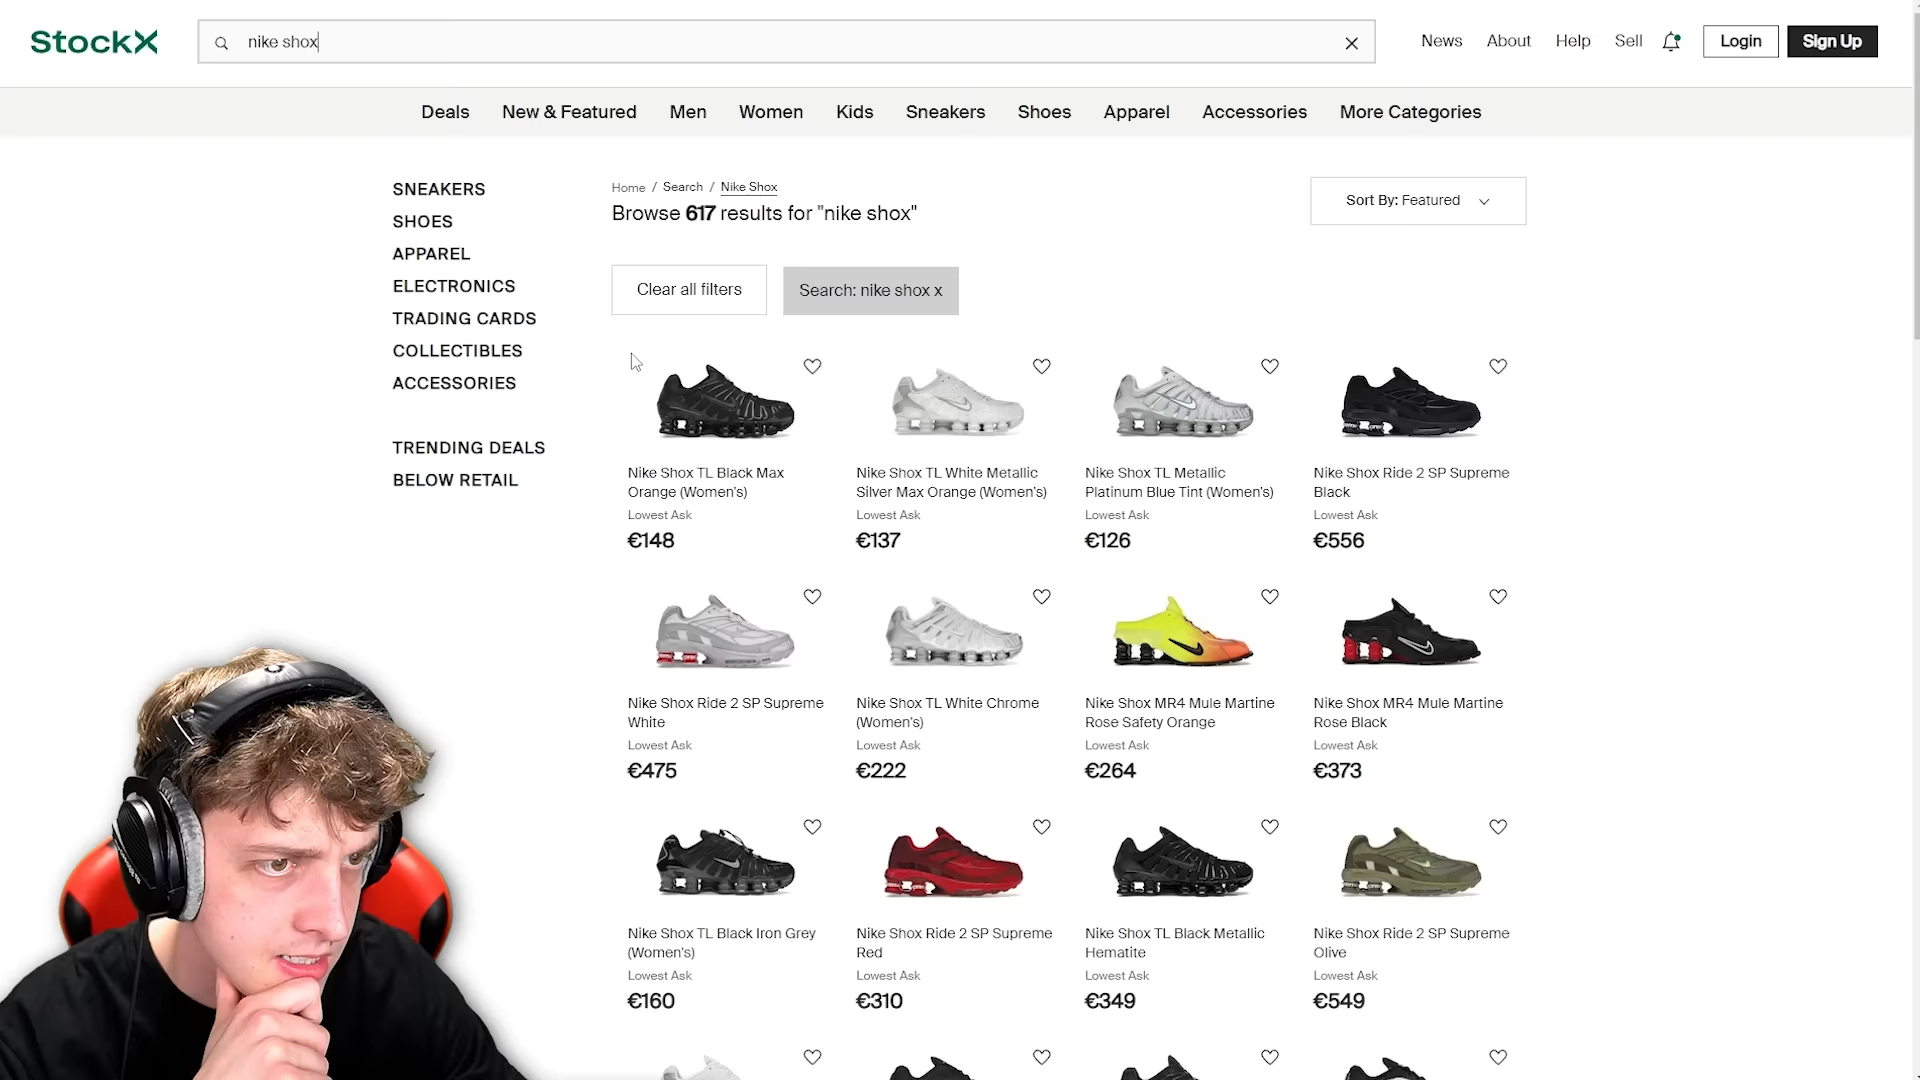 StockX
nike shox
News
About
Help
Sell
Login
Sign Up
Deals
New & Featured
Men
Women
Kids
Sneakers
Shoes
Apparel
Accessories
More Categories
SNEAKERS
SHOES
APPAREL
ELECTRONICS
TRADING CARDS
COLLECTIBLES
ACCESSORIES
TRENDING DEALS
BELOW RETAIL
Home / Search / Nike Shox
Browse 617 results for "nike shox"
Sort By: Featured
Clear all filters
Search: nike shox x
Nike Shox TL Black Max
Orange (Women's)
Lowest Ask
€148
Nike Shox TL White Metallic
Silver Max Orange (Women's)
Lowest Ask
€137
Nike Shox TL Metallic
Platinum Blue Tint (Women's)
Lowest Ask
€126
Nike Shox Ride 2 SP Supreme
Black
Lowest Ask
€556
Nike Shox Ride 2 SP Supreme
White
Lowest Ask
€475
Nike Shox TL White Chrome
(Women's)
Lowest Ask
€222
Nike Shox MR4 Mule Martine
Rose Safety Orange
Lowest Ask
€264
Nike Shox MR4 Mule Martine
Rose Black
Lowest Ask
€373
Nike Shox TL Black Iron Grey
(Women's)
Lowest Ask
€160
Nike Shox Ride 2 SP Supreme
Red
Lowest Ask
€310
Nike Shox TL Black Metallic
Hematite
Lowest Ask
€349
Nike Shox Ride 2 SP Supreme
Olive
Lowest Ask
€549